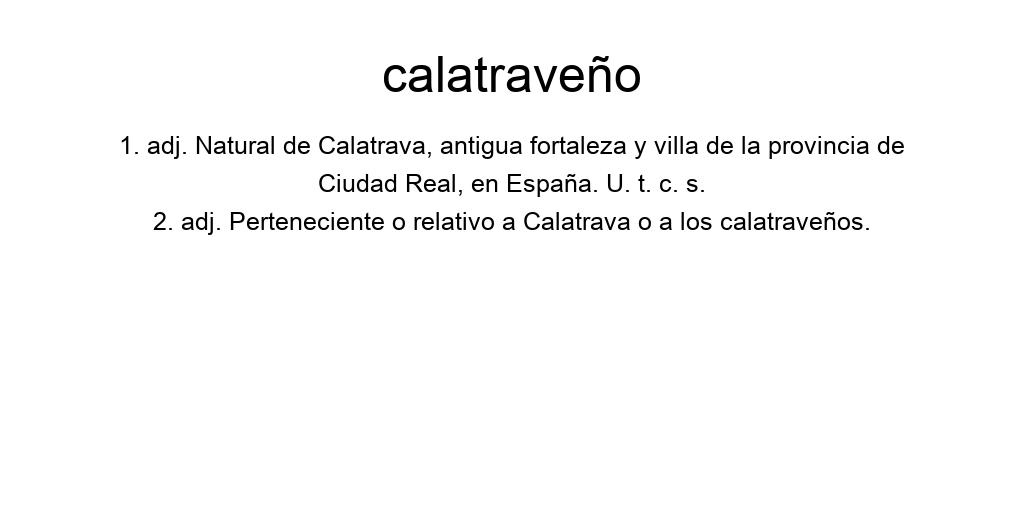 calatraveño
1. adj. Natural de Calatrava, antigua fortaleza y villa de la provincia de
Ciudad Real, en España. U. t. c. s.
2. adj. Perteneciente o relativo a Calatrava o a los calatraveños.